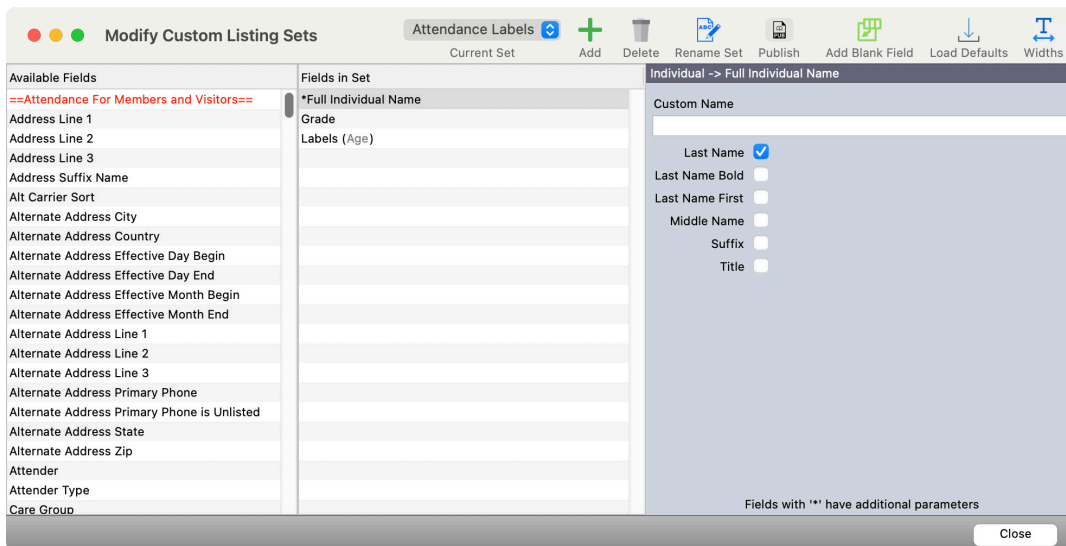 Modify Custom Listing Sets
Attendance Labels
Current Set
Add
Delete
ABC
Rename Set
PUB
Publish
Add Blank Field
Load Defaults
T
Widths
Available Fields
==Attendance For Members and Visitors==
Address Line 1
Address Line 2
Address Line 3
Address Suffix Name
Alt Carrier Sort
Alternate Address City
Alternate Address Country
Alternate Address Effective Day Begin
Alternate Address Effective Day End
Alternate Address Effective Month Begin
Alternate Address Effective Month End
Alternate Address Line 1
Alternate Address Line 2
Alternate Address Line 3
Alternate Address Primary Phone
Alternate Address Primary Phone is Unlisted
Alternate Address State
Alternate Address Zip
Attender
Attender Type
Care Group
Fields in Set
*Full Individual Name
Grade
Labels (Age)
Individual -> Full Individual Name
Custom Name
Last Name
Last Name Bold
Last Name First
Middle Name
Suffix
Title
Fields with '*' have additional parameters
Close